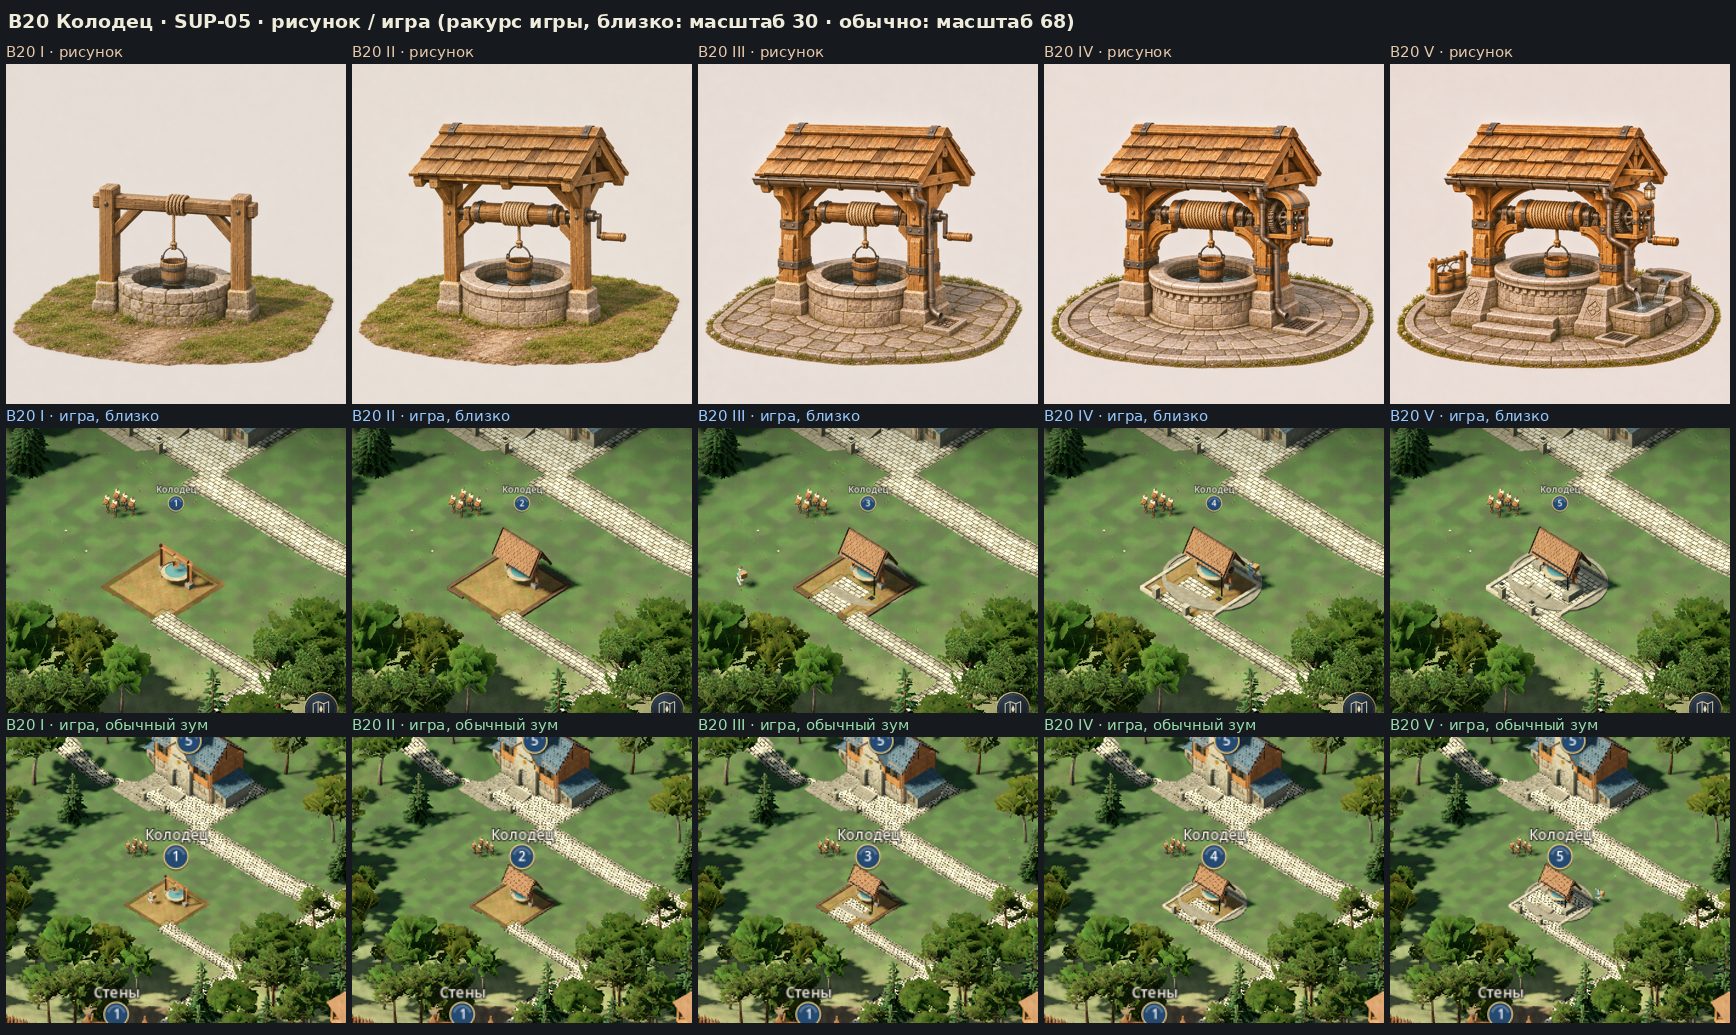 B20 Колодец · SUP-05 · рисунок / игра (ракурс игры, близко: масштаб 30 · обычно: масштаб 68)
B20 I · рисунок
B20 II · рисунок
B20 III · рисунок
B20 IV · рисунок
B20 V · рисунок
B20 I · игра, близко
B20 II · игра, близко
B20 III · игра, близко
B20 IV · игра, близко
B20 V · игра, близко
Колодец
1
Колодец
2
Колодец
3
Колодец
4
Колодец
5
B20 I · игра, обычный зум
B20 II · игра, обычный зум
B20 III · игра, обычный зум
B20 IV · игра, обычный зум
B20 V · игра, обычный зум
5
5
5
5
5
Колодец
1
Колодец
2
Колодец
3
Колодец
4
Колодец
5
Стены
1
Стены
1
Стены
1
Стены
1
Стены
1